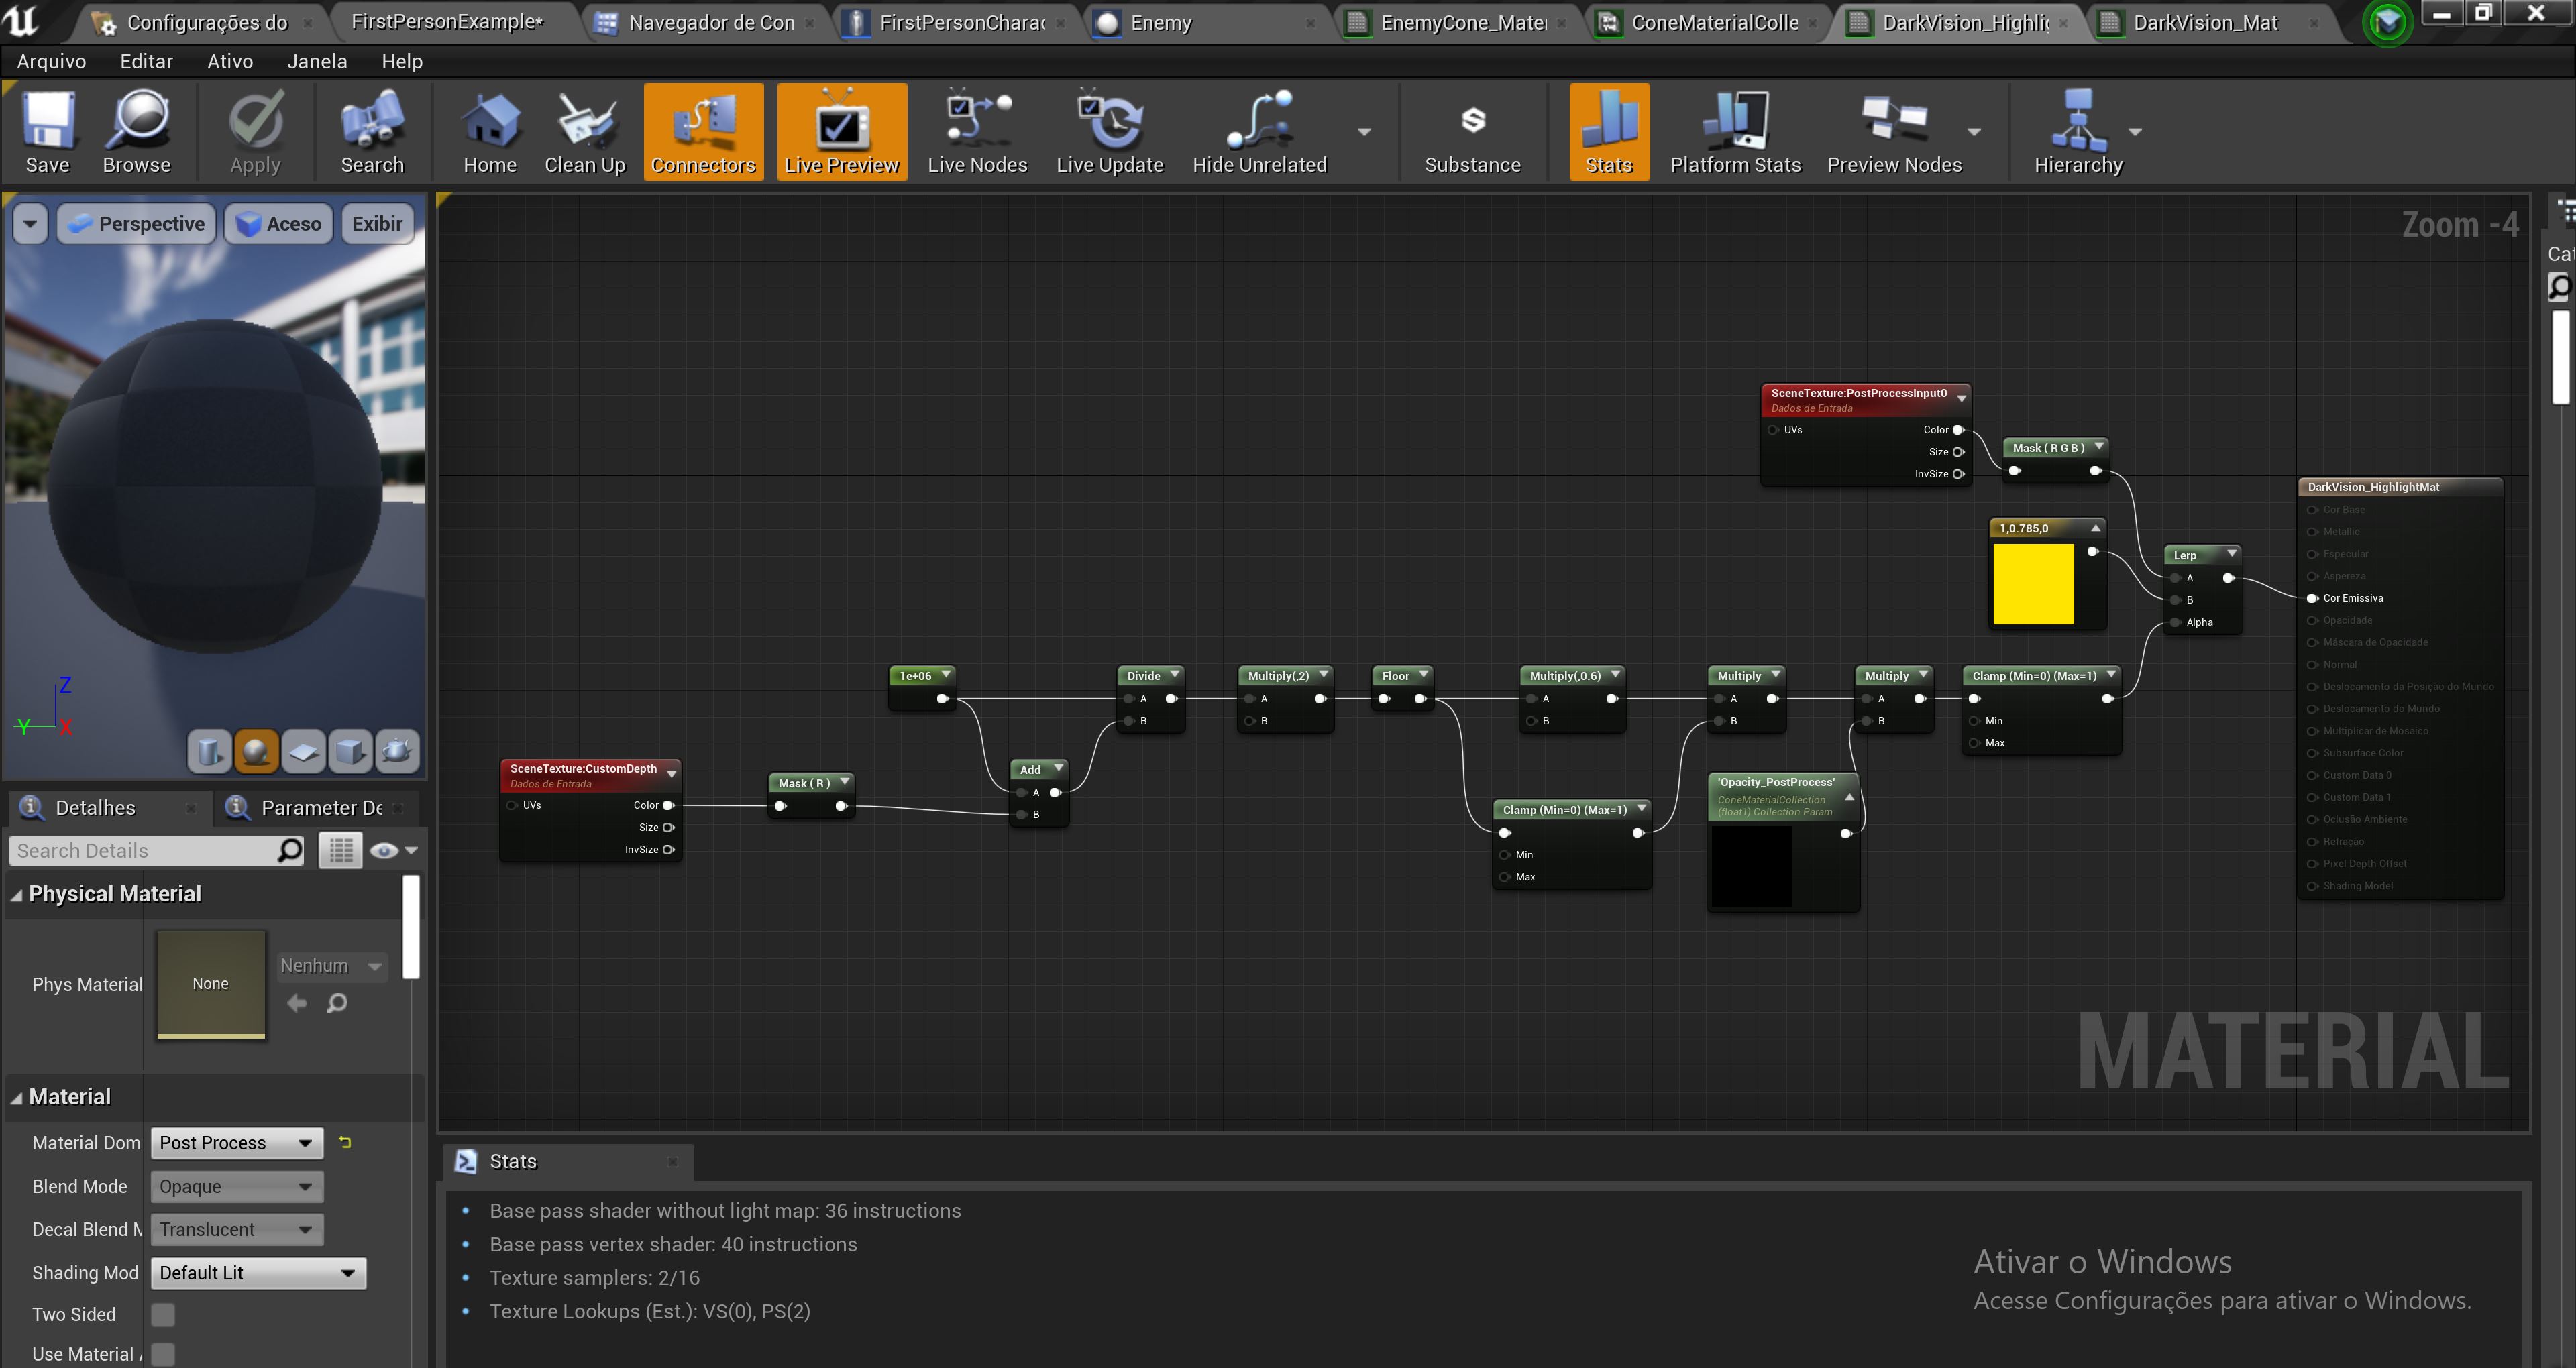 Configurações do
FirstPersonExample*
Navegador de Con
FirstPersonCharac
Enemy
EnemyCone_Mater
ConeMaterialColle
DarkVision_Highli
DarkVision_Mat
Arquivo
Editar
Ativo
Janela
Help
Save
Browse
Apply
Search
Home
Clean Up
Connectors
Live Preview
Live Nodes
Live Update
Hide Unrelated
Substance
Stats
Platform Stats
Preview Nodes
Hierarchy
Perspective
Aceso
Exibir
Zoom -4
Cat
SceneTexture:PostProcessInput0
Dados de Entrada
UVs
Color
Size
InvSize
Mask ( R G B )
1,0.785,0
Lerp
A
B
Alpha
DarkVision_HighlightMat
Cor Base
Metallic
Especular
Aspereza
Cor Emissiva
Opacidade
Máscara de Opacidade
Normal
Deslocamento da Posição do Mundo
Deslocamento do Mundo
Multiplicar de Mosaico
Subsurface Color
Custom Data 0
Custom Data 1
Oclusão Ambiente
Refração
Pixel Depth Offset
Shading Model
1e+06
Divide
A
B
Multiply(,2)
A
B
Floor
Multiply(,0.6)
A
B
Multiply
A
B
Multiply
A
B
Clamp (Min=0) (Max=1)
Min
Max
SceneTexture:CustomDepth
Dados de Entrada
UVs
Color
Size
InvSize
Mask ( R )
Add
A
B
Clamp (Min=0) (Max=1)
Min
Max
'Opacity_PostProcess'
ConeMaterialCollection
(float1) Collection Param
MATERIAL
Z
Y
X
Detalhes
Parameter De
Search Details
Physical Material
Phys Material
None
Nenhum
Material
Material Dom
Post Process
Blend Mode
Opaque
Decal Blend M
Translucent
Shading Mod
Default Lit
Two Sided
Use Material A
Stats
Base pass shader without light map: 36 instructions
Base pass vertex shader: 40 instructions
Texture samplers: 2/16
Texture Lookups (Est.): VS(0), PS(2)
Ativar o Windows
Acesse Configurações para ativar o Windows.